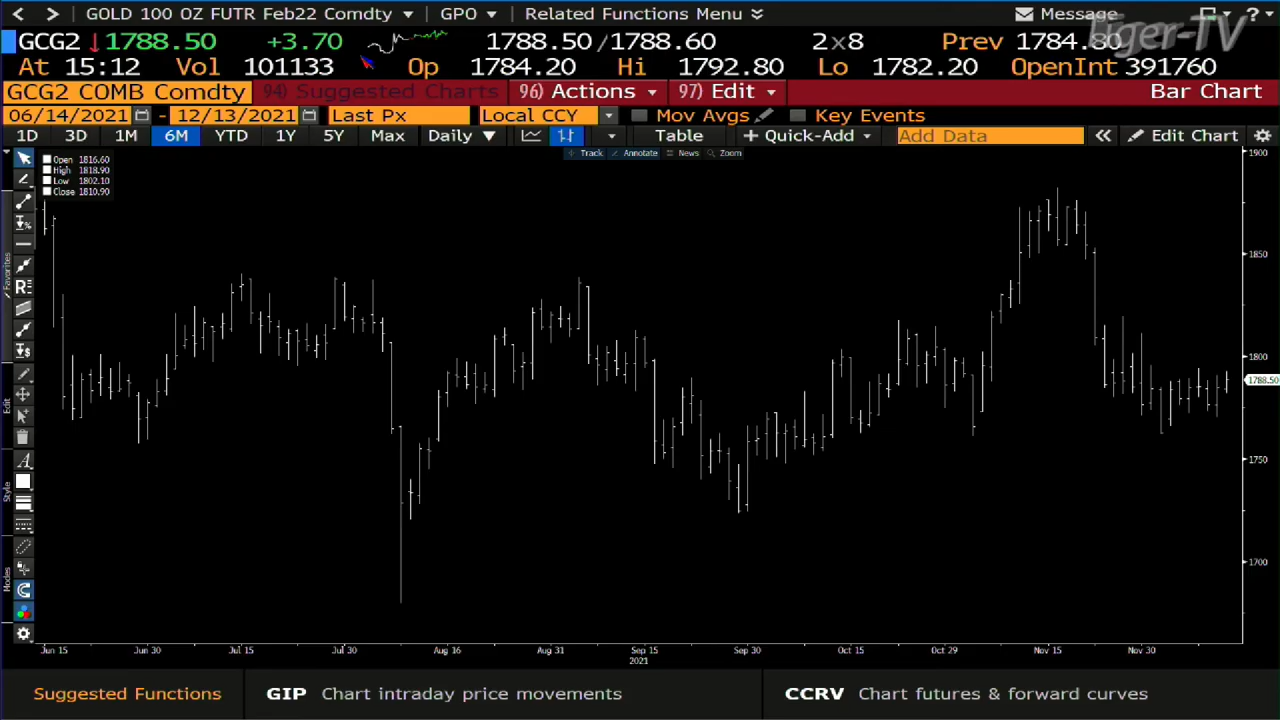 GOLD 100 OZ FUTR Feb22 Comdty GPO Related Functions Menu Message ?
GCG2 1788.50 +3.70 1788.50 /1788.60 2x8 Prev 1784.80
At 15:12 Vol 101133 Op 1784.20 Hi 1792.80 Lo 1782.20 OpenInt 391760
GCG2 COMB Comdty 94) Suggested Charts 96) Actions 97) Edit Bar Chart
06/14/2021 - 12/13/2021 Last Px Local CCY Mov Avgs Key Events
1D 3D 1M 6M YTD 1Y 5Y Max Daily Table + Quick-Add Add Data Edit Chart
Track Annotate News Zoom
Open 1816.60
High 1818.90
Low 1802.10
Close 1810.90
1900
1850
1800
1788.50
1750
1700
Favorites
Edit
Style
Modes
Jun 15 Jun 30 Jul 15 Jul 30 Aug 16 Aug 31 Sep 15 Sep 30 Oct 15 Oct 29 Nov 15 Nov 30
2021
Suggested Functions GIP Chart intraday price movements CCRV Chart futures & forward curves